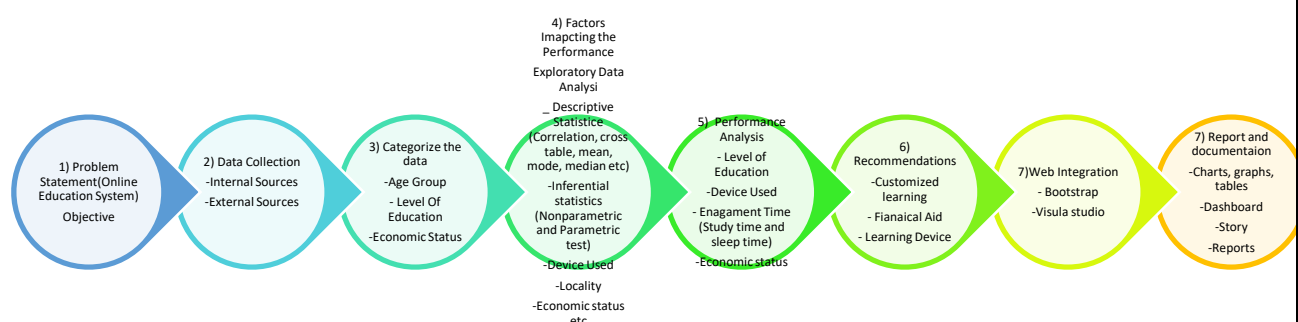 1) Problem
Statement(Online
Education System)
Objective
2) Data Collection
-Internal Sources
-External Sources
3) Categorize the
data
-Age Group
- Level Of
Education
-Economic Status
4) Factors
Imapcting the
Performance
Exploratory Data
Analysi
_ Descriptive
Statistice
(Correlation, cross
table, mean,
mode, median etc)
-Inferential
statistics
(Nonparametric
and Parametric
test)
-Device Used
-Locality
-Economic status
etc
5) Performance
Analysis
- Level of
Education
-Device Used
- Enagament Time
(Study time and
sleep time)
-Economic status
6)
Recommendations
-Customized
learning
- Fianaical Aid
- Learning Device
7)Web Integration
- Bootstrap
-Visula studio
7) Report and
documentaion
-Charts, graphs,
tables
-Dashboard
-Story
-Reports